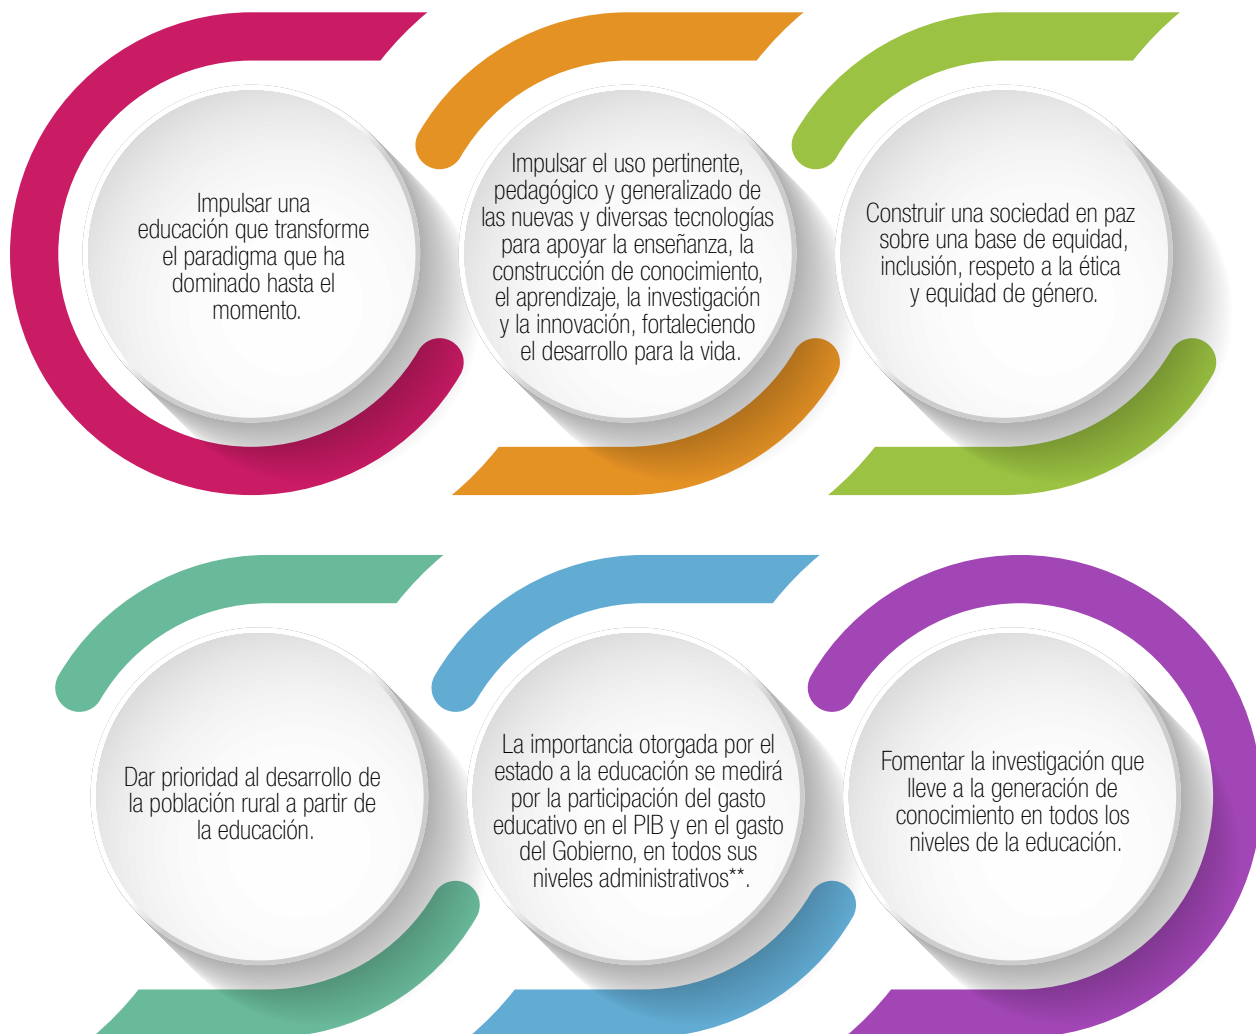 Impulsar una
educación que transforme
el paradigma que ha
dominado hasta el
momento.
Impulsar el uso pertinente,
pedagógico y generalizado de
las nuevas y diversas tecnologías
para apoyar la enseñanza, la
construcción de conocimiento,
el aprendizaje, la investigación
y la innovación, fortaleciendo
el desarrollo para la vida.
Construir una sociedad en paz
sobre una base de equidad,
inclusión, respeto a la ética
y equidad de género.
Dar prioridad al desarrollo de
la población rural a partir de
la educación.
La importancia otorgada por el
estado a la educación se medirá
por la participación del gasto
educativo en el PIB y en el gasto
del Gobierno, en todos sus
niveles administrativos**.
Fomentar la investigación que
lleve a la generación de
conocimiento en todos los
niveles de la educación.